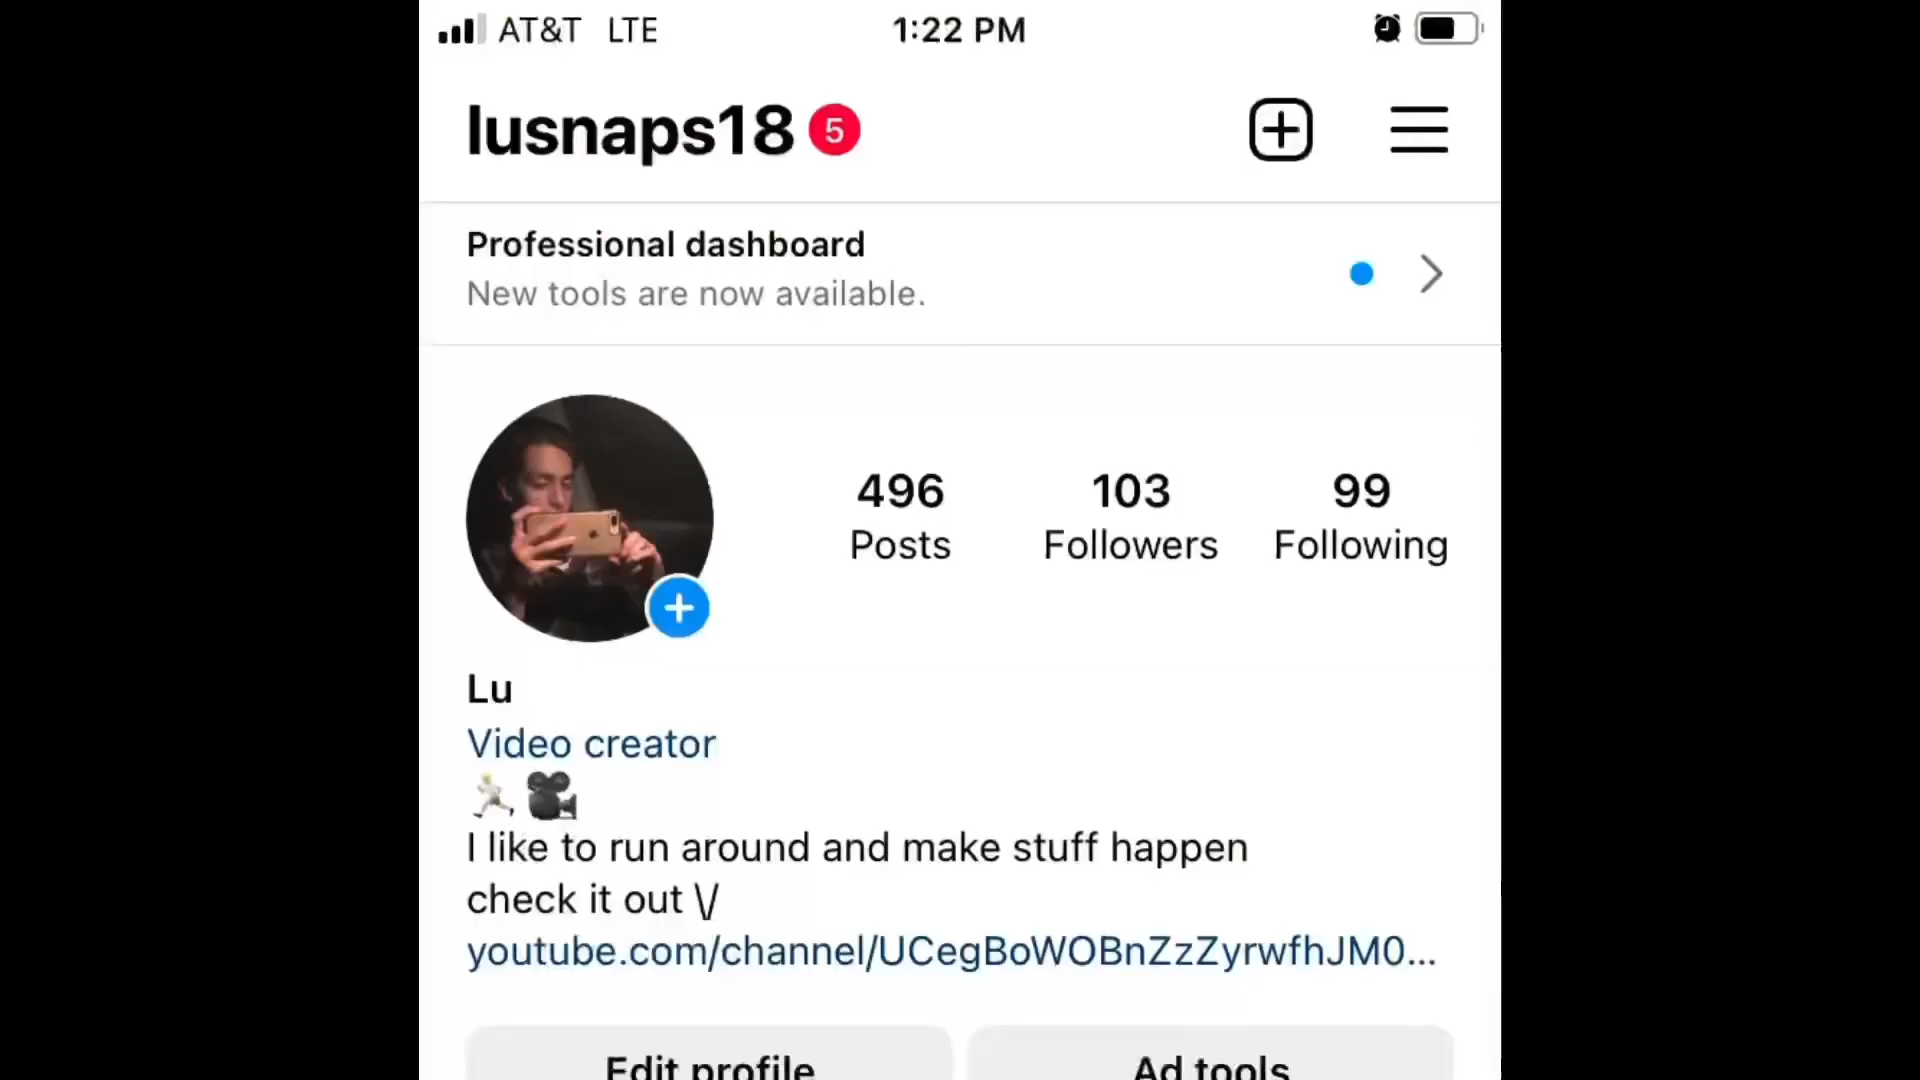 AT&T LTE 1:22 PM
lusnaps18 5
Professional dashboard
New tools are now available.
496 103 99
Posts Followers Following
Lu
Video creator
I like to run around and make stuff happen
check it out \/
youtube.com/channel/UCegBoWOBnZzZyrwfhJM0...
Edit profile Ad tools